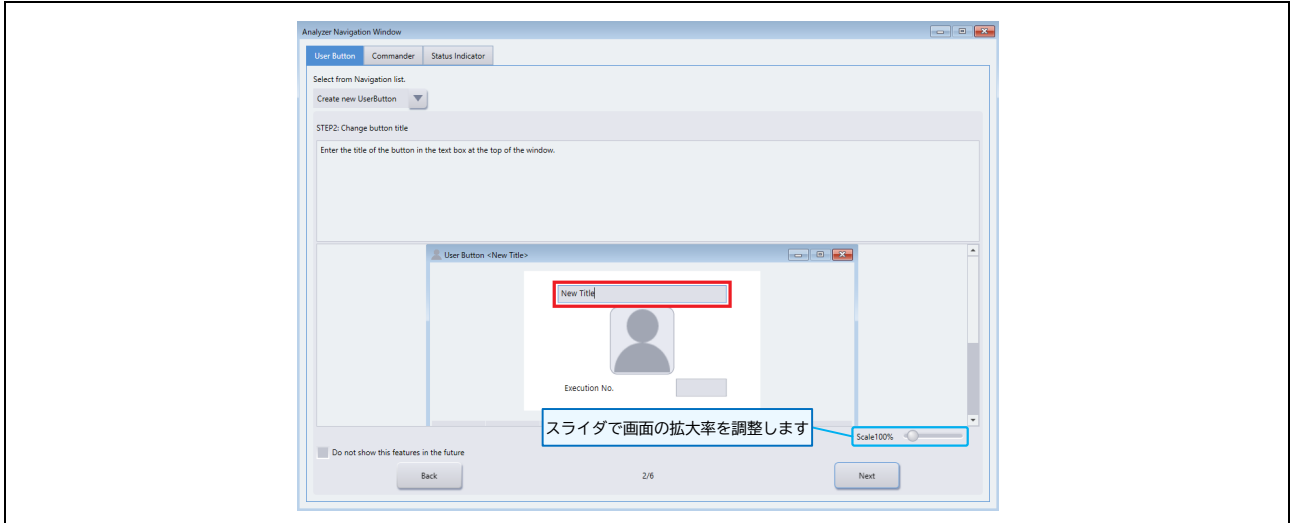 Analyzer Navigation Window
User Button Commander Status Indicator
Select from Navigation list.
Create new UserButton
STEP2: Change button title
Enter the title of the button in the text box at the top of the window.
User Button <New Title>
New Title
Execution No.
スライダで画面の拡大率を調整します
Scale100%
Do not show this features in the future
Back 2/6 Next